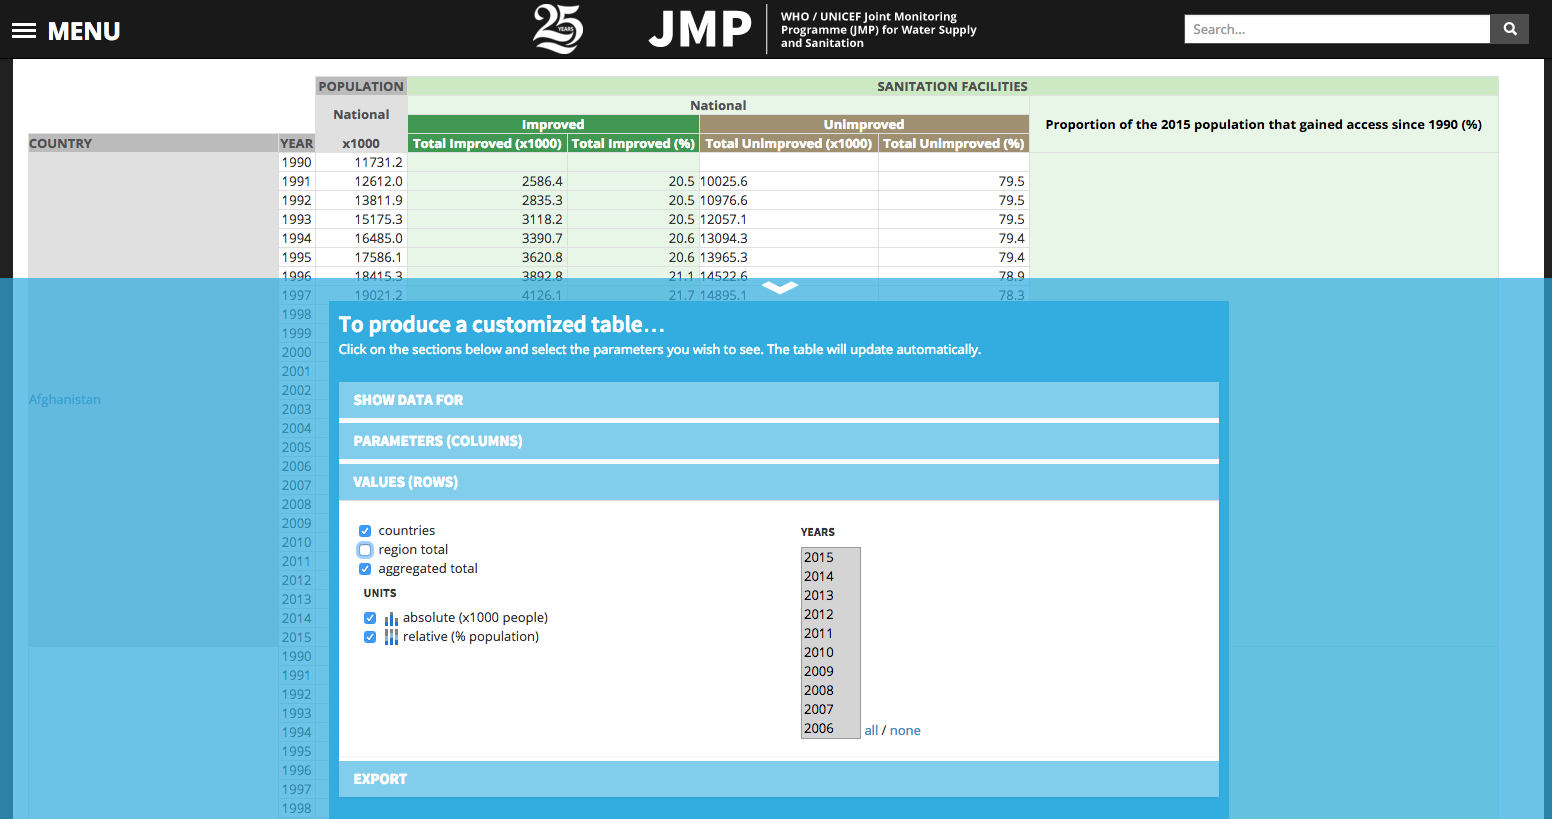 MENU
25 YEARS
JMP
WHO / UNICEF Joint Monitoring
Programme (JMP) for Water Supply
and Sanitation
Search...
POPULATION SANITATION FACILITIES
National National
Improved Unimproved Proportion of the 2015 population that gained access since 1990 (%)
COUNTRY YEAR x1000 Total Improved (x1000) Total Improved (%) Total Unimproved (x1000) Total Unimproved (%)
1990 11731.2
1991 12612.0 2586.4 20.5 10025.6 79.5
1992 13811.9 2835.3 20.5 10976.6 79.5
1993 15175.3 3118.2 20.5 12057.1 79.5
1994 16485.0 3390.7 20.6 13094.3 79.4
1995 17586.1 3620.8 20.6 13965.3 79.4
1996 18415.3 3892.8 21.1 14522.6 78.9
1997 19021.2 4126.1 21.7 14895.1 78.3
1998
1999
2000
2001
2002
Afghanistan
2003
2004
2005
2006
2007
2008
2009
2010
2011
2012
2013
2014
2015
1990
1991
1992
1993
1994
1995
1996
1997
1998
To produce a customized table...
Click on the sections below and select the parameters you wish to see. The table will update automatically.
SHOW DATA FOR
PARAMETERS (COLUMNS)
VALUES (ROWS)
countries
region total
aggregated total
UNITS
absolute (x1000 people)
relative (% population)
YEARS
2015
2014
2013
2012
2011
2010
2009
2008
2007
2006
all / none
EXPORT